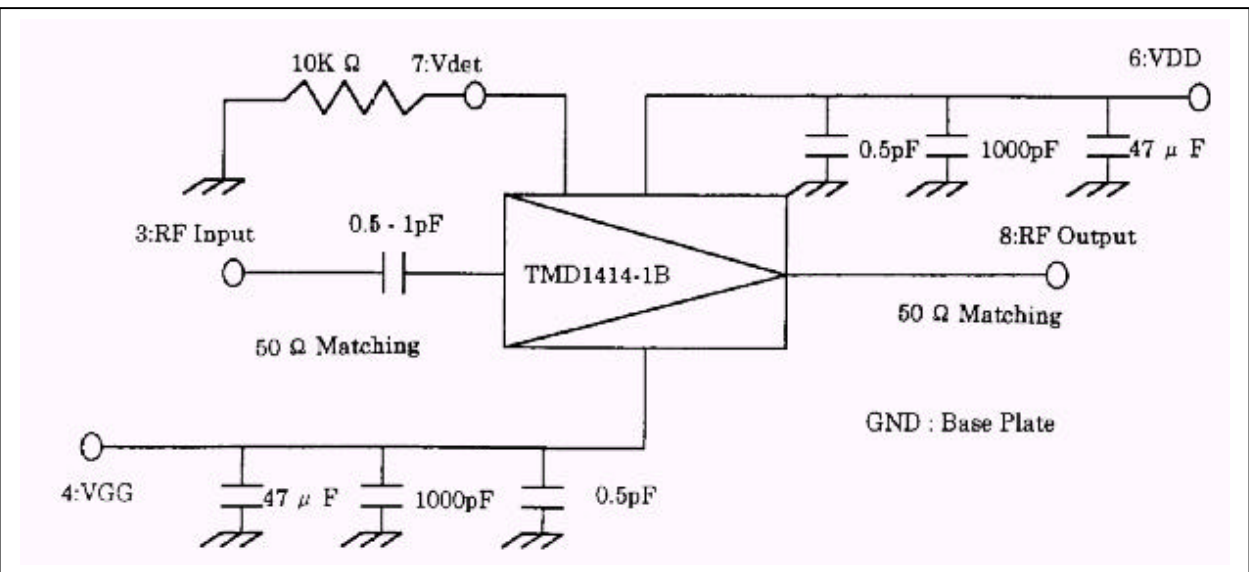 10K Ω
7:Vdet
6:VDD
0.5pF
1000pF
47 μ F
3:RF Input
0.5 - 1pF
8:RF Output
TMD1414-1B
50 Ω Matching
50 Ω Matching
GND : Base Plate
4:VGG
47 μ F
1000pF
0.5pF